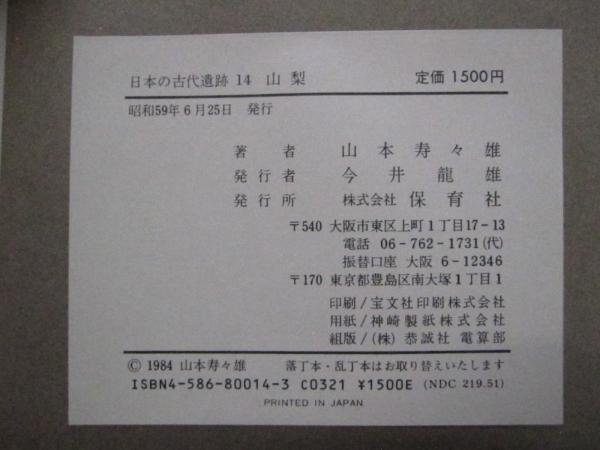 日本の古代遺跡 14 山梨 定価 1500円
昭和59年6月25日 発行
著者 山本寿々雄
発行者 今井龍雄
発行所 株式会社 保育社
〒540 大阪市東区上町1丁目17-13
電話 06-762-1731(代)
振替口座 大阪 6-12346
〒170 東京都豊島区南大塚1丁目1
印刷/宝文社印刷株式会社
用紙/神崎製紙株式会社
組版/(株)恭誠社 電算部
© 1984 山本寿々雄 落丁本・乱丁本はお取り替えいたします
ISBN4-586-80014-3 C0321 ¥1500E (NDC 219.51)
PRINTED IN JAPAN